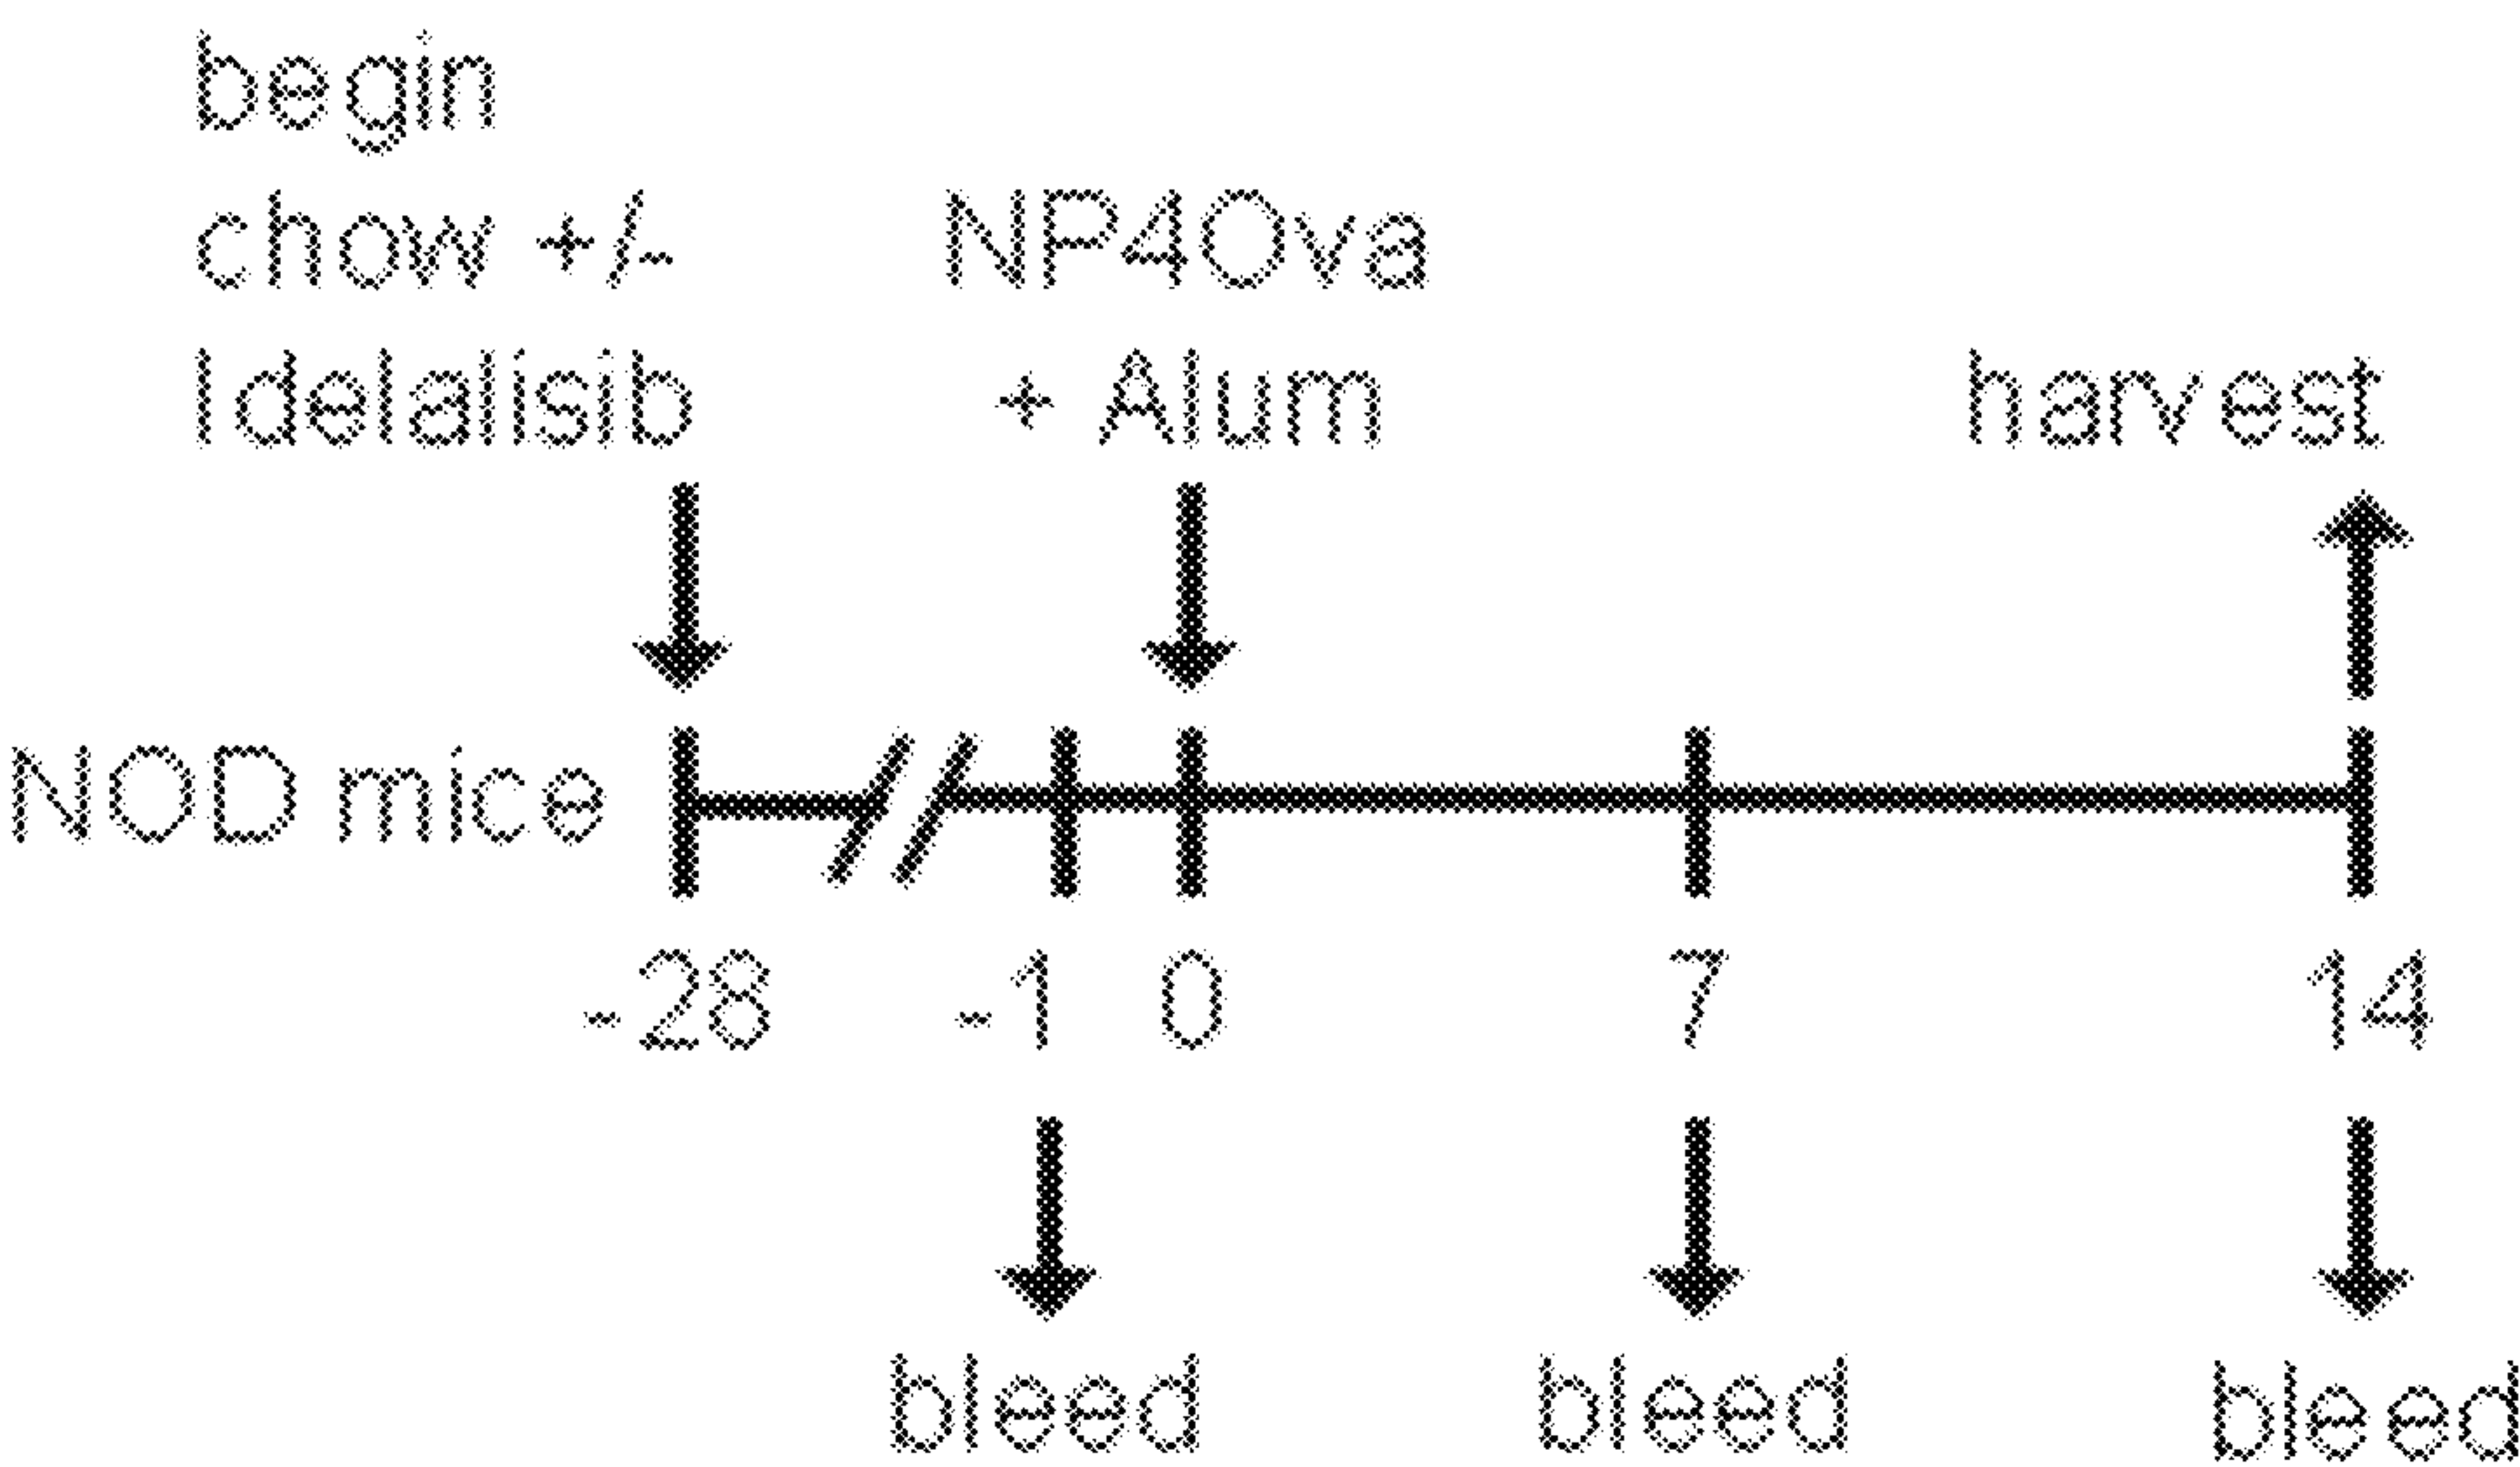 begin
chow +/-
Idelalisib
NP4Ova
+ Alum
harvest
NOD mice
-28
-1
0
7
14
bleed
bleed
bleed